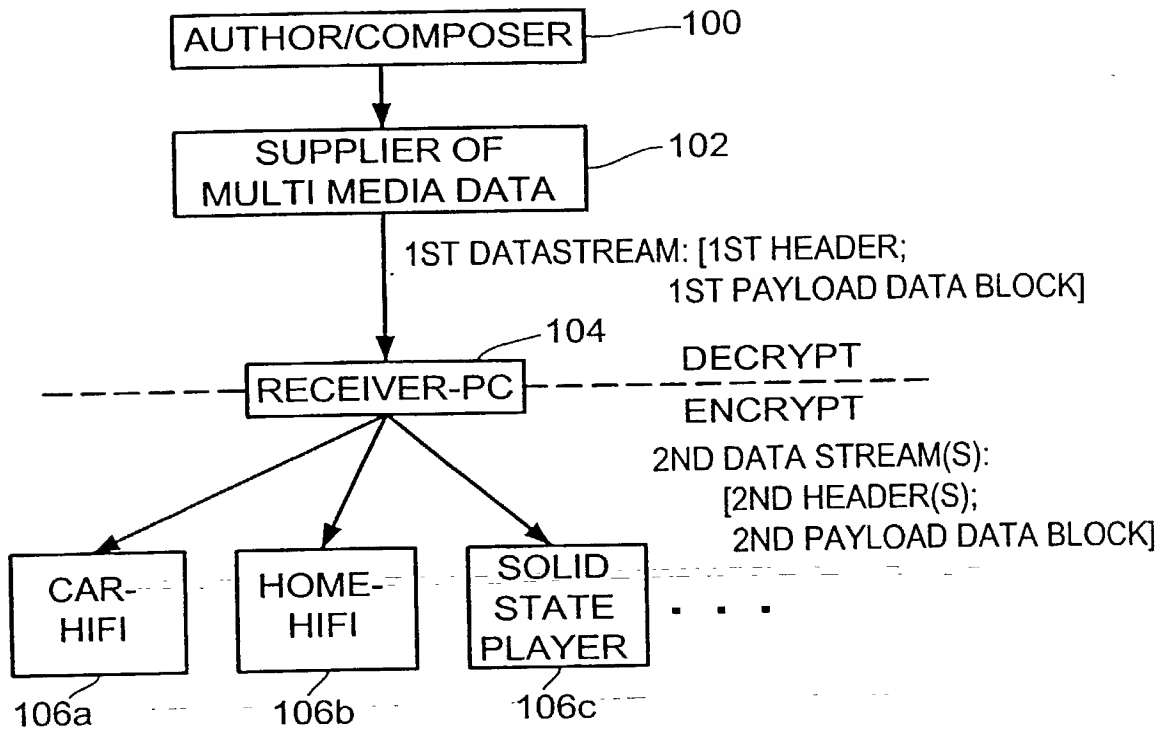 AUTHOR/COMPOSER
100
SUPPLIER OF
MULTI MEDIA DATA
102
1ST DATASTREAM: [1ST HEADER;
1ST PAYLOAD DATA BLOCK]
104
RECEIVER-PC
DECRYPT
ENCRYPT
2ND DATA STREAM(S):
[2ND HEADER(S);
2ND PAYLOAD DATA BLOCK]
CAR-
HIFI
HOME-
HIFI
SOLID
STATE
PLAYER
. . .
106a
106b
106c